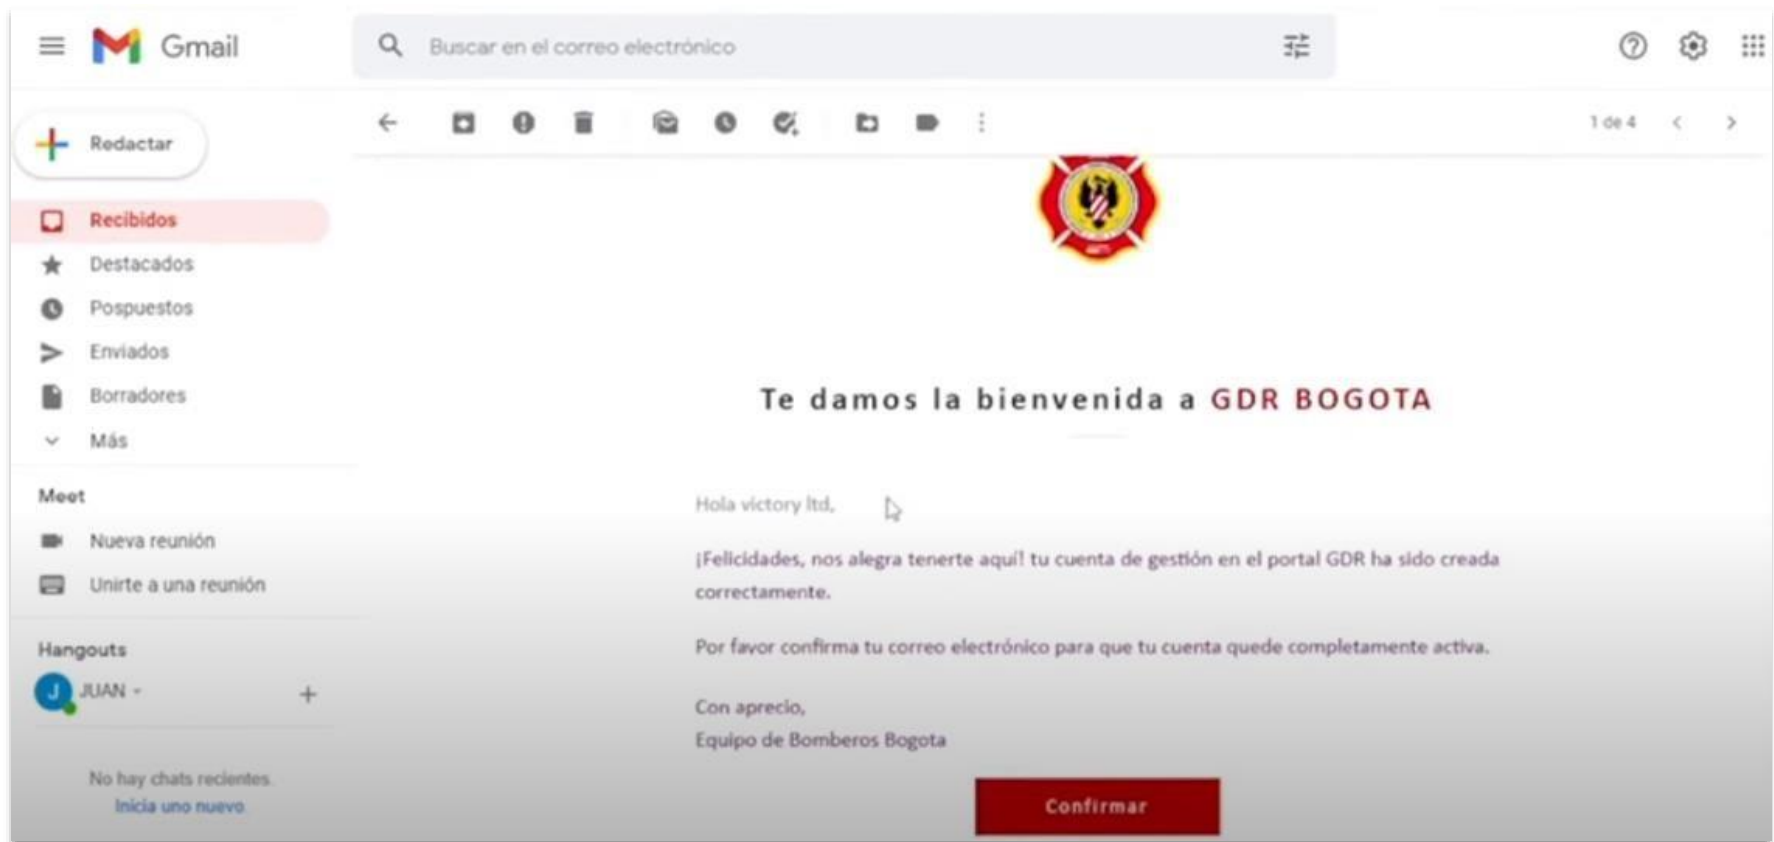 Gmail
Buscar en el correo electrónico
Redactar
1 de 4
Recibidos
Destacados
Pospuestos
Enviados
Borradores
Más
Meet
Nueva reunión
Unirte a una reunión
Hangouts
J
JUAN
No hay chats recientes.
Inicia uno nuevo
Te damos la bienvenida a GDR BOGOTA
Hola victory ltd,
¡Felicidades, nos alegra tenerte aquí! tu cuenta de gestión en el portal GDR ha sido creada
correctamente.
Por favor confirma tu correo electrónico para que tu cuenta quede completamente activa.
Con aprecio,
Equipo de Bomberos Bogota
Confirmar